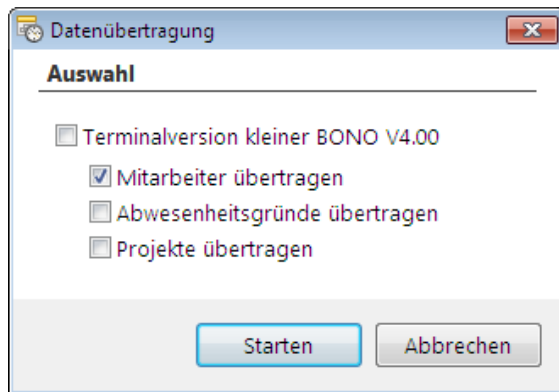 Datenübertragung
Auswahl
Terminalversion kleiner BONO V4.00
Mitarbeiter übertragen
Abwesenheitsgründe übertragen
Projekte übertragen
Starten Abbrechen